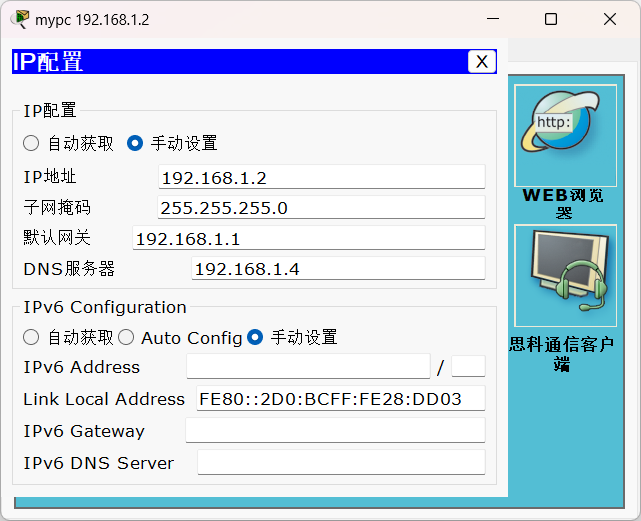 mypc 192.168.1.2
IP配置
X
IP配置
自动获取 手动设置
IP地址 192.168.1.2
子网掩码 255.255.255.0
默认网关 192.168.1.1
DNS服务器 192.168.1.4
IPv6 Configuration
自动获取 Auto Config 手动设置
IPv6 Address /
Link Local Address FE80::2D0:BCFF:FE28:DD03
IPv6 Gateway
IPv6 DNS Server
http:
WEB浏览
器
思科通信客户
端